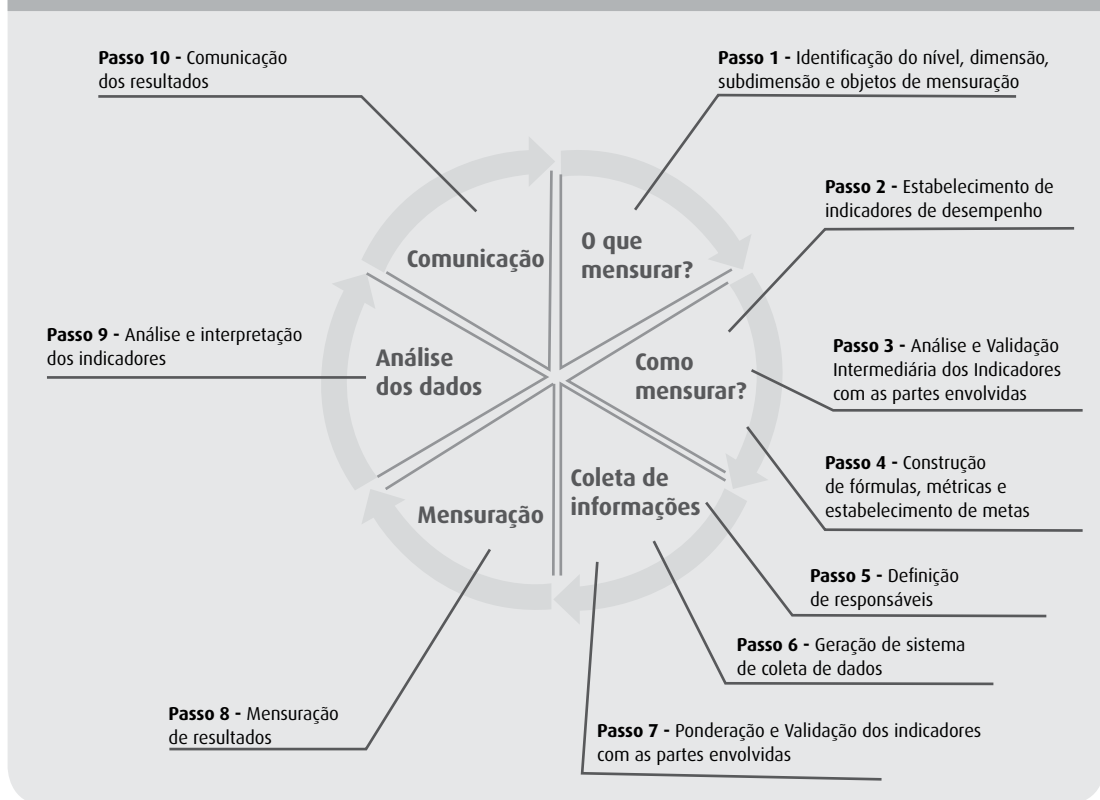 Passo 10 - Comunicação
dos resultados
Passo 1 - Identificação do nível, dimensão,
subdimensão e objetos de mensuração
Passo 2 - Estabelecimento de
indicadores de desempenho
Comunicação
O que
mensurar?
Passo 9 - Análise e interpretação
dos indicadores
Análise
dos dados
Como
mensurar?
Passo 3 - Análise e Validação
Intermediária dos Indicadores
com as partes envolvidas
Passo 4 - Construção
de fórmulas, métricas e
estabelecimento de metas
Coleta de
informações
Mensuração
Passo 5 - Definição
de responsáveis
Passo 6 - Geração de sistema
de coleta de dados
Passo 8 - Mensuração
de resultados
Passo 7 - Ponderação e Validação dos indicadores
com as partes envolvidas